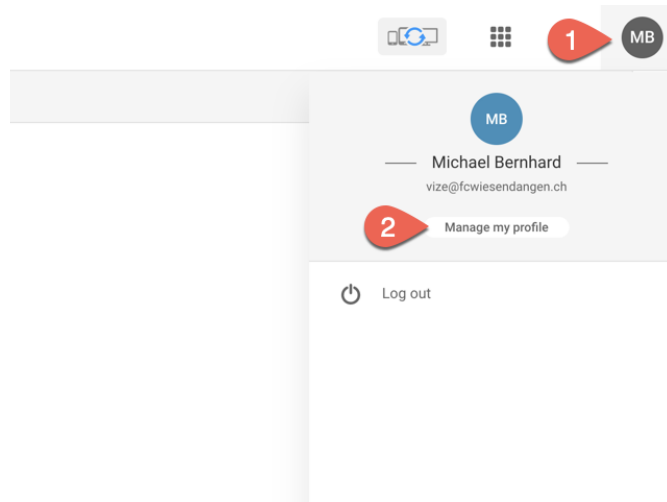 1
MB
MB
Michael Bernhard
vize@fcwiesendangen.ch
2
Manage my profile
Log out